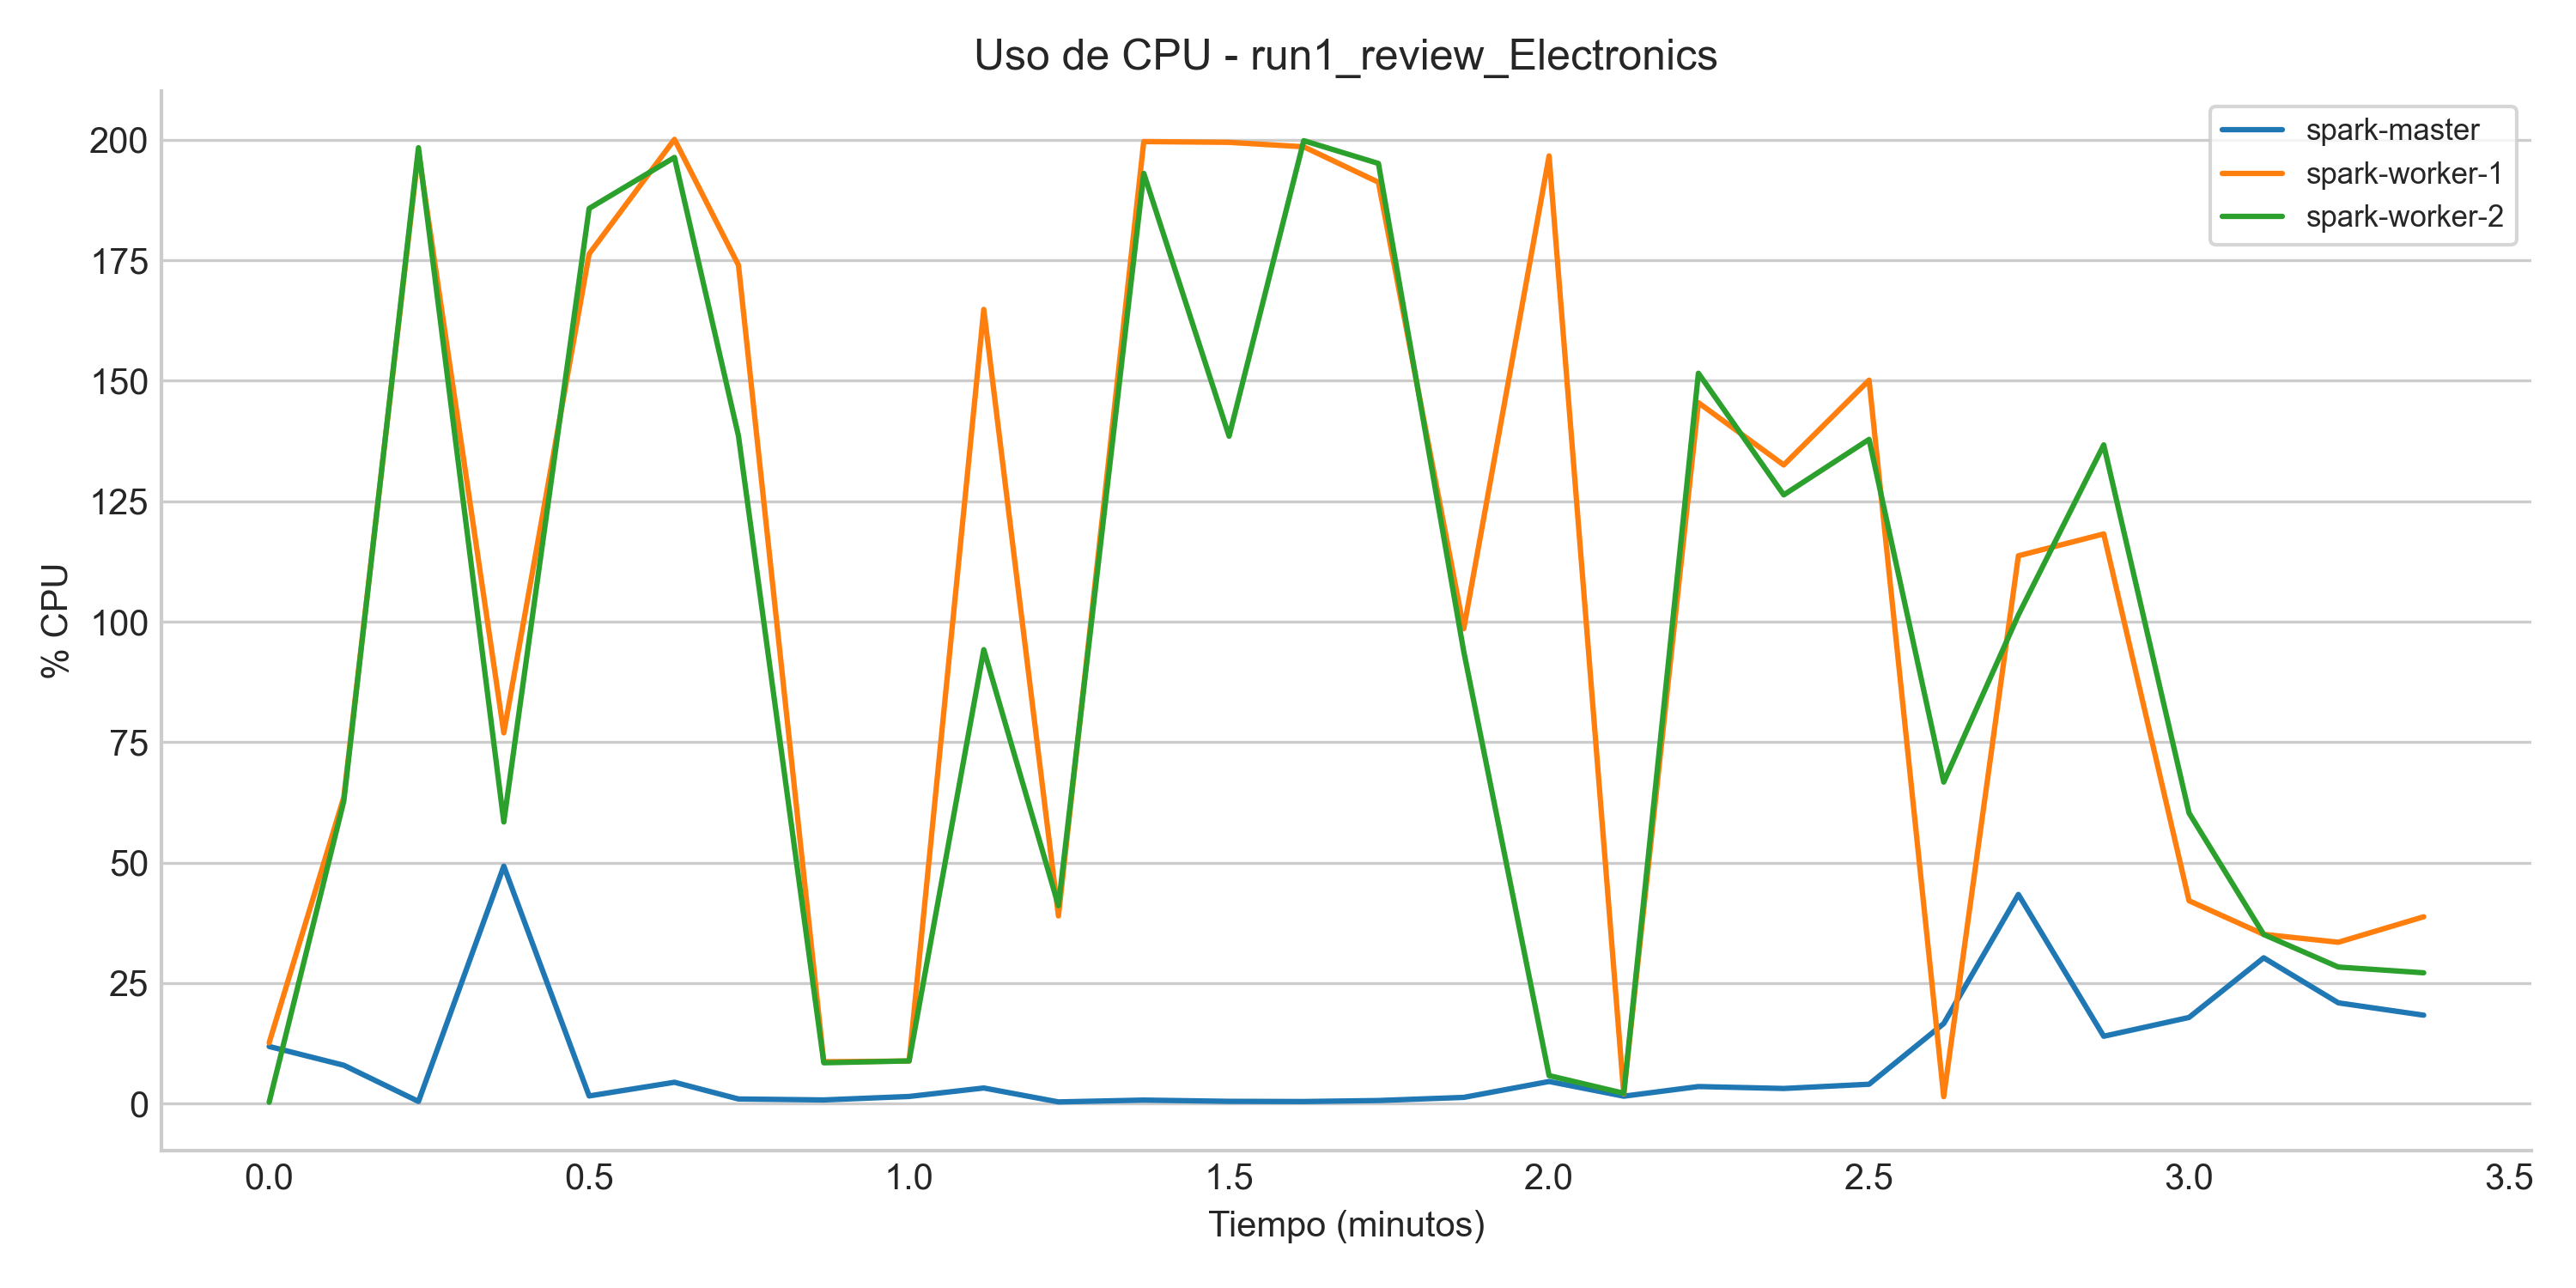 Uso de CPU - run1_review_Electronics
spark-master
spark-worker-1
spark-worker-2
% CPU
200
175
150
125
100
75
50
25
0
0.0 0.5 1.0 1.5 2.0 2.5 3.0 3.5
Tiempo (minutos)